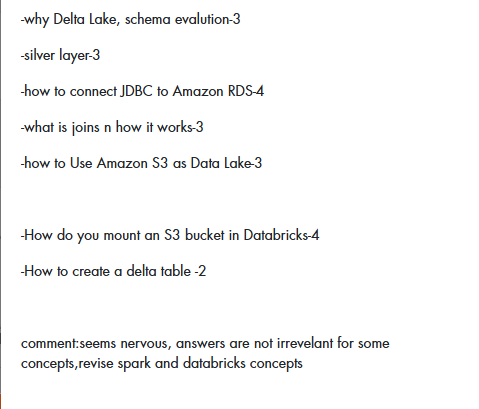 -why Delta Lake, schema evalution-3
-silver layer-3
-how to connect JDBC to Amazon RDS-4
-what is joins n how it works-3
-how to Use Amazon S3 as Data Lake-3
-How do you mount an S3 bucket in Databricks-4
-How to create a delta table -2
comment:seems nervous, answers are not irrevelant for some
concepts,revise spark and databricks concepts